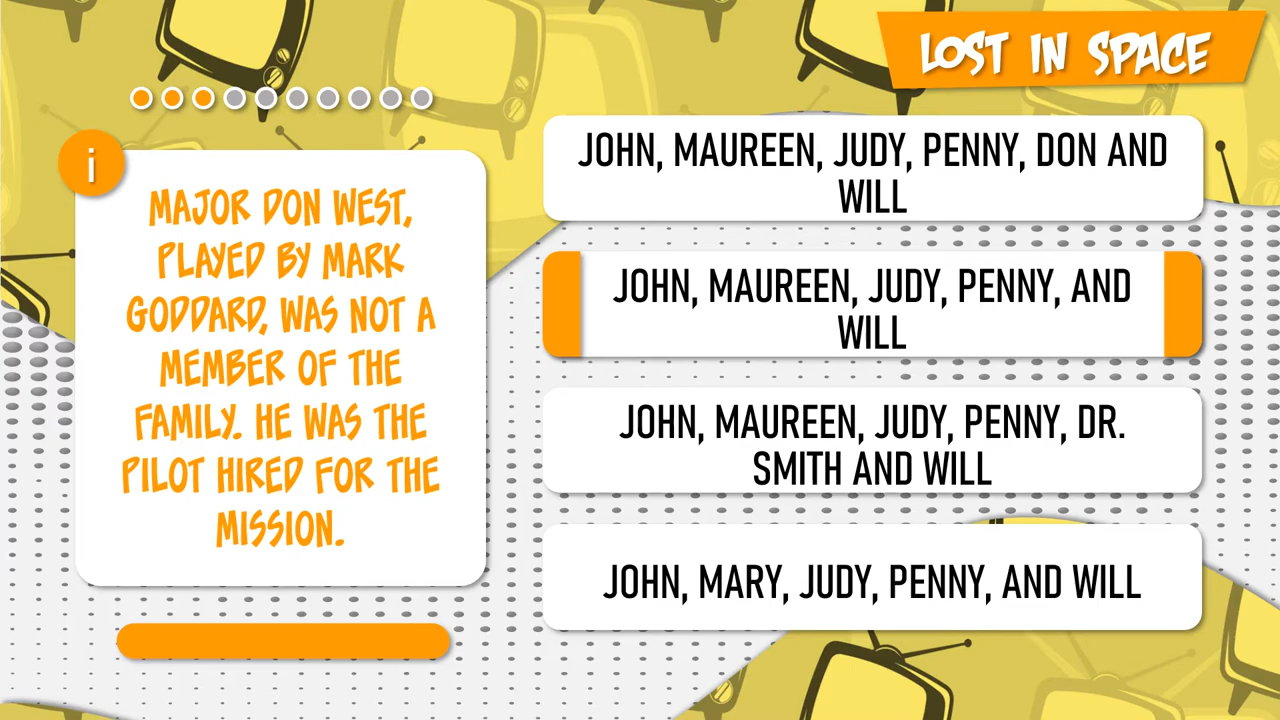 LOST IN SPACE
i
MAJOR DON WEST,
PLAYED BY MARK
GODDARD, WAS NOT A
MEMBER OF THE
FAMILY. HE WAS THE
PILOT HIRED FOR THE
MISSION.
JOHN, MAUREEN, JUDY, PENNY, DON AND
WILL
JOHN, MAUREEN, JUDY, PENNY, AND
WILL
JOHN, MAUREEN, JUDY, PENNY, DR.
SMITH AND WILL
JOHN, MARY, JUDY, PENNY, AND WILL